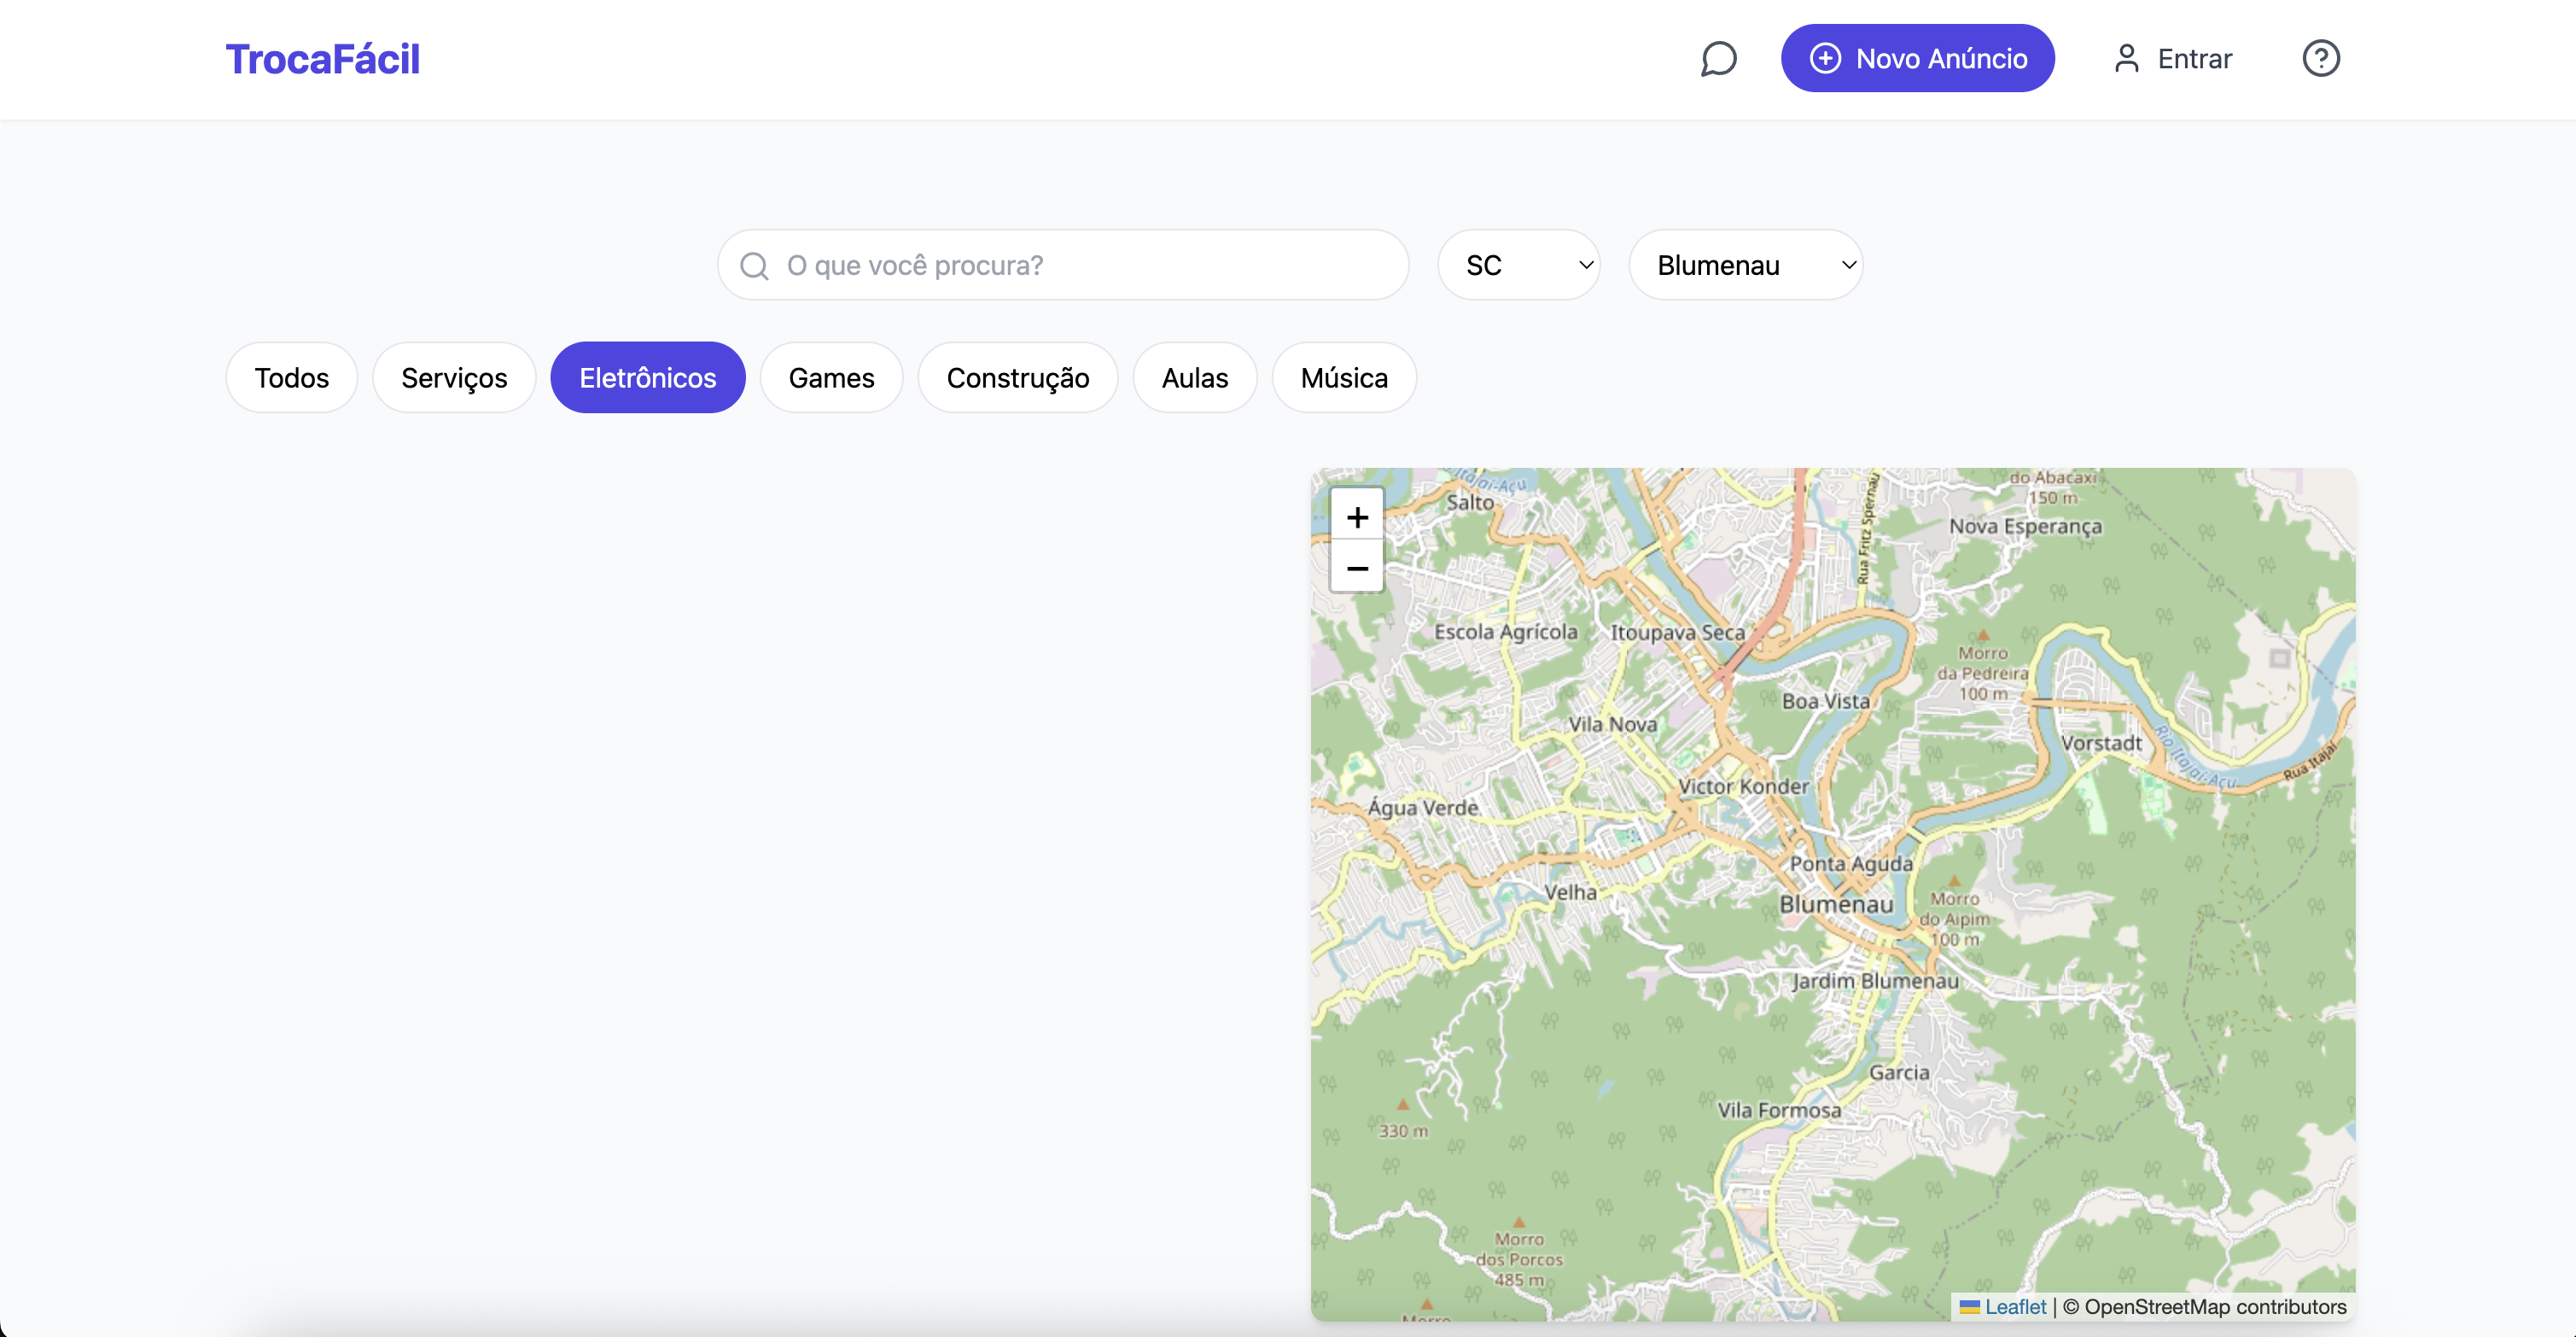 TrocaFácil
Novo Anúncio
Entrar
O que você procura?
SC
Blumenau
Todos
Serviços
Eletrônicos
Games
Construção
Aulas
Música
+
−
Salto
do Abacaxi
150 m
Nova Esperança
Rua Fritz Spernau
Escola Agrícola
Itoupava Seca
Morro
da Pedreira
100 m
Boa Vista
Vila Nova
Vorstadt
Rio Itajaí-Açu
Rua Itajaí
Victor Konder
Água Verde
Ponta Aguda
Velha
Blumenau
Morro
do Aipim
100 m
Jardim Blumenau
Garcia
Vila Formosa
330 m
Morro
dos Porcos
485 m
Morro
Leaflet | © OpenStreetMap contributors